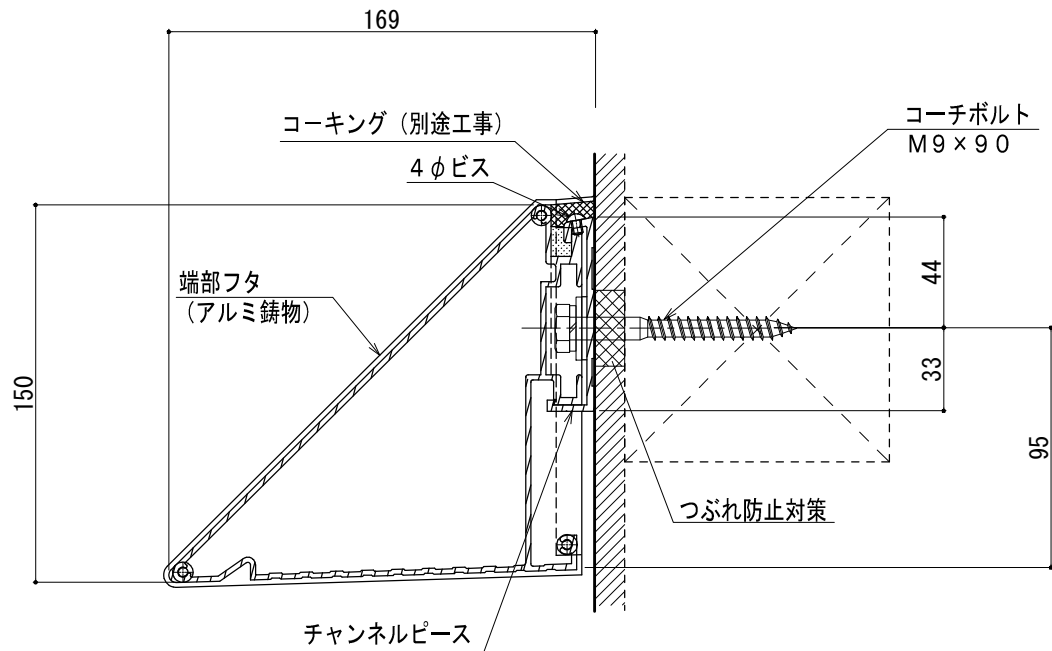 169
コーキング（別途工事）
コーチボルト
Ｍ９×９０
４φビス
端部フタ
（アルミ鋳物）
44
150
33
95
つぶれ防止対策
チャンネルピース